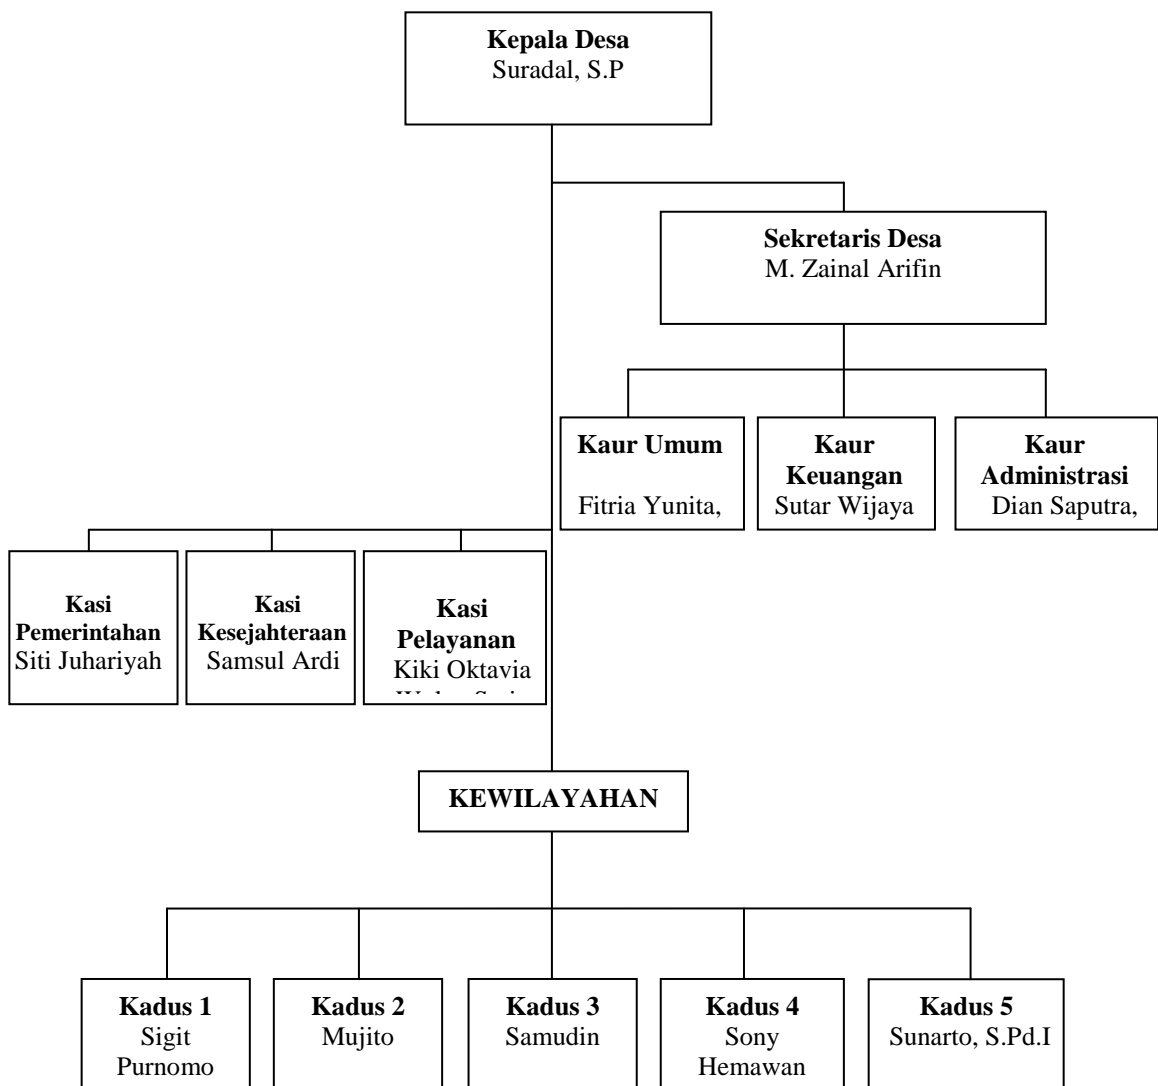 Kepala Desa
Suradal, S.P
Sekretaris Desa
M. Zainal Arifin
Kaur Umum
Fitria Yunita,
Kaur
Keuangan
Sutar Wijaya
Kaur
Administrasi
Dian Saputra,
Kasi
Pemerintahan
Siti Juhariyah
Kasi
Kesejahteraan
Samsul Ardi
Kasi
Pelayanan
Kiki Oktavia
KEWILAYAHAN
Kadus 1
Sigit
Purnomo
Kadus 2
Mujito
Kadus 3
Samudin
Kadus 4
Sony
Hemawan
Kadus 5
Sunarto, S.Pd.I